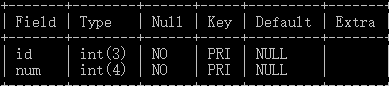 | Field | Type | Null | Key | Default | Extra |
| id | int(3) | NO | PRI | NULL | |
| num | int(4) | NO | PRI | NULL | |